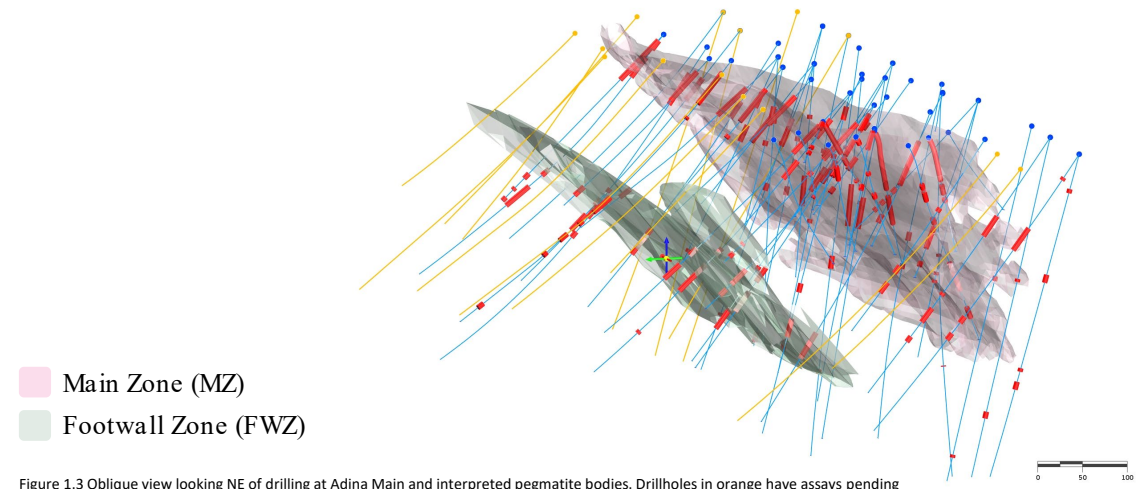 Main Zone (MZ)
Footwall Zone (FWZ)
0 50 100
Figure 1.3 Oblique view looking NE of drilling at Adina Main and interpreted pegmatite bodies. Drillholes in orange have assays pending